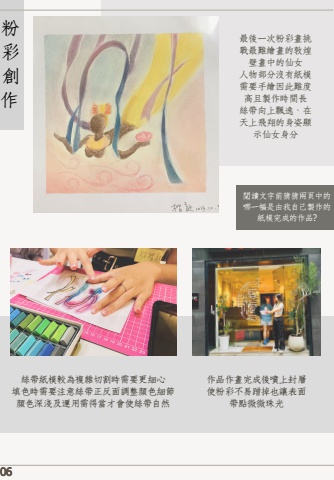 粉彩創作
最後一次粉彩畫挑
戰最難繪畫的敦煌
壁畫中的仙女
人物部分沒有紙模
需要手繪因此難度
高且製作時間長
絲帶向上飄逸，在
天上飛翔的身姿顯
示仙女身分
閱讀文字前猜猜兩頁中的
哪一幅是由我自己製作的
紙模完成的作品?
絲帶紙模較為複雜切割時需要更細心
填色時需要注意絲帶正反面調整顏色細節
顏色深淺及運用需得當才會使絲帶自然
作品作畫完成後噴上封層
使粉彩不易蹭掉也讓表面
帶點微微珠光
06